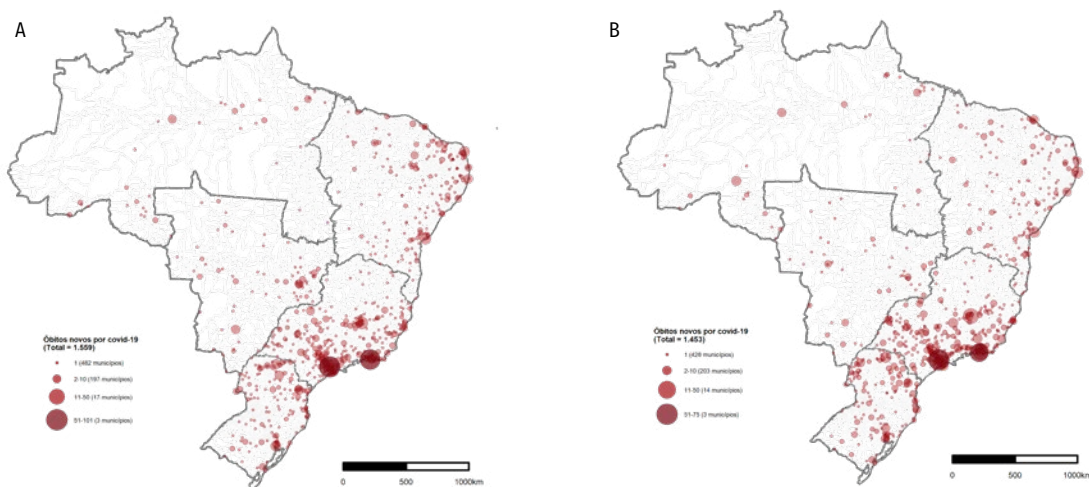 A
Óbitos novos por covid-19
(Total = 1.559)
1 (482 municípios)
2-10 (197 municípios)
11-50 (17 municípios)
51-101 (3 municípios)
0 500 1000km
B
Óbitos novos por covid-19
(Total = 1.453)
1 (428 municípios)
2-10 (203 municípios)
11-50 (14 municípios)
51-75 (3 municípios)
0 500 1000km